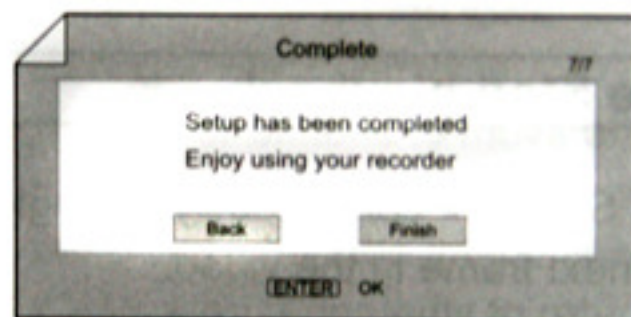 Complete
7/7
Setup has been completed
Enjoy using your recorder
Back Finish
ENTER OK